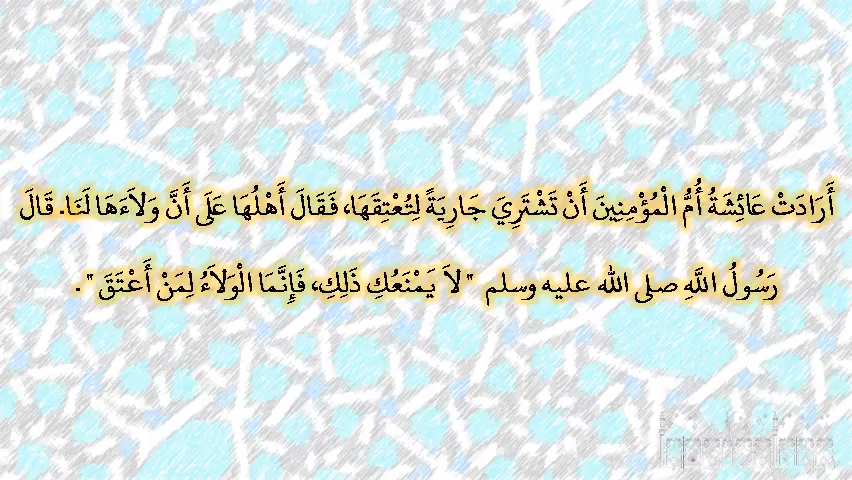 أَرَادَتْ عَائِشَةُ أُمُّ الْمُؤْمِنِينَ أَنْ تَشْتَرِيَ جَارِيَةً لِتُعْتِقَهَا، فَقَالَ أَهْلُهَا عَلَى أَنَّ وَلاَءَهَا لَنَا. قَالَ
رَسُولُ اللَّهِ صلى الله عليه وسلم " لاَ يَمْنَعُكِ ذَلِكِ، فَإِنَّمَا الْوَلاَءُ لِمَنْ أَعْتَقَ ".